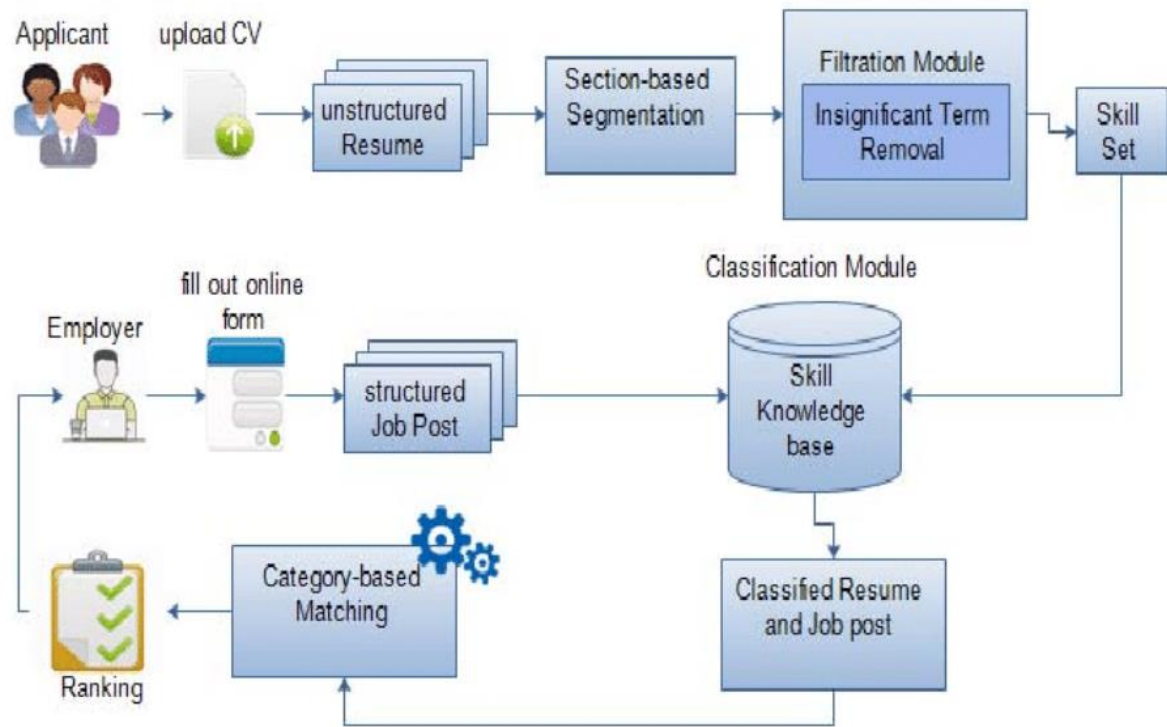 Applicant
upload CV
unstructured
Resume
Section-based
Segmentation
Filtration Module
Insignificant Term
Removal
Skill
Set
Classification Module
Employer
fill out online
form
structured
Job Post
Skill
Knowledge
base
Classified Resume
and Job post
Category-based
Matching
Ranking